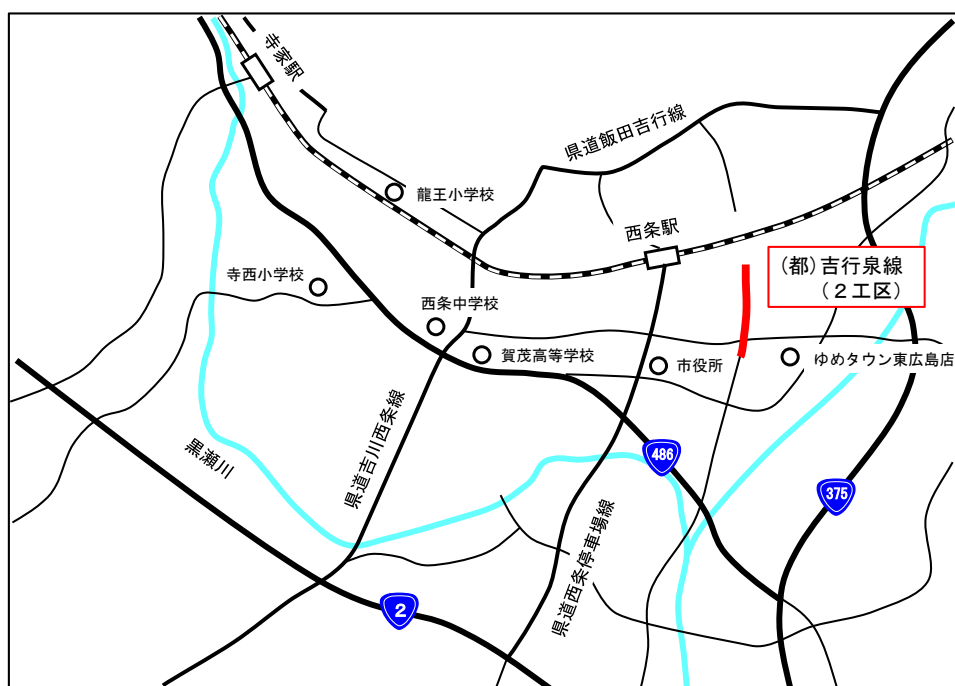 寺家駅
県道飯田吉行線
龍王小学校
西条駅
(都)吉行泉線
(2工区)
寺西小学校
西条中学校
賀茂高等学校
市役所
ゆめタウン東広島店
県道吉川西条線
黒瀬川
486
375
県道西条停車場線
2